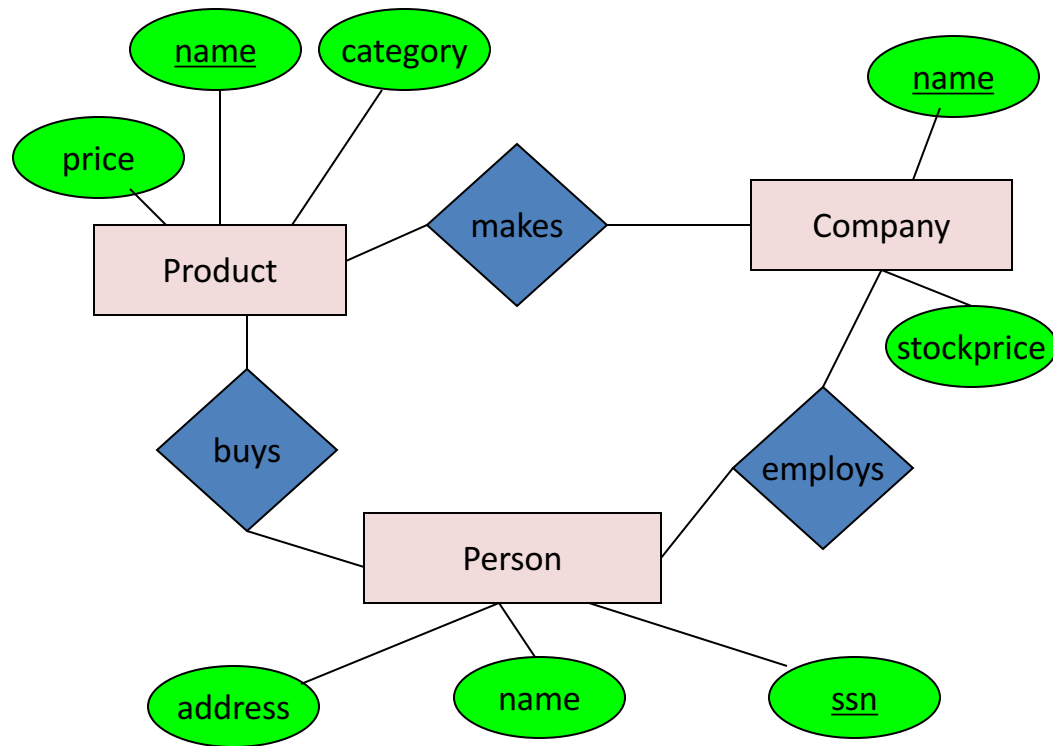 name
category
name
price
makes
Company
Product
stockprice
buys
employs
Person
address
name
ssn